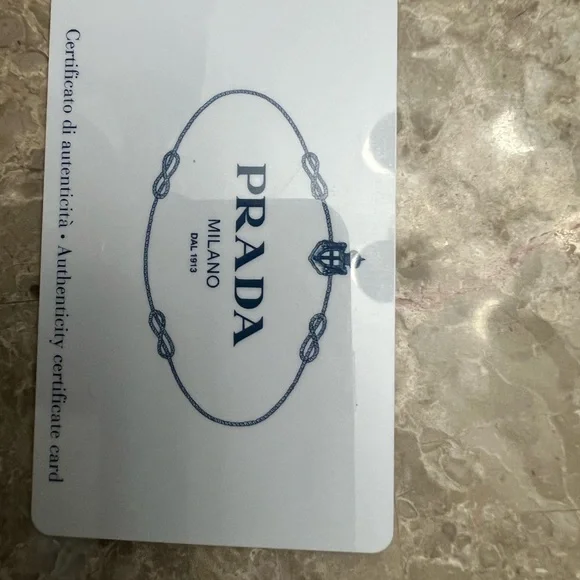 PRADA
MILANO
DAL 1913
Certificato di autenticità • Authenticity certificate card